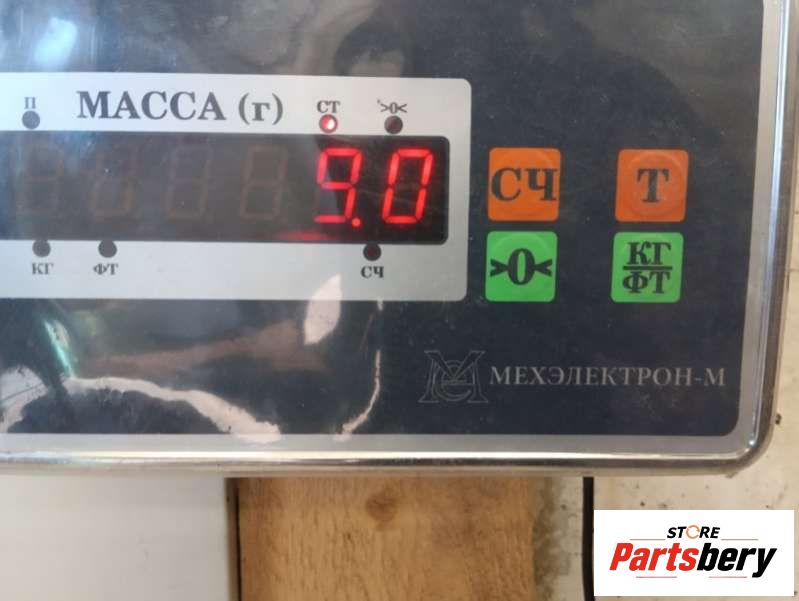 П
МАССА (г)
СТ
>0<
9.0
КГ
ФТ
СЧ
СЧ
Т
>0<
КГ
ФТ
МЕХЭЛЕКТРОН-М
STORE
Partsbery